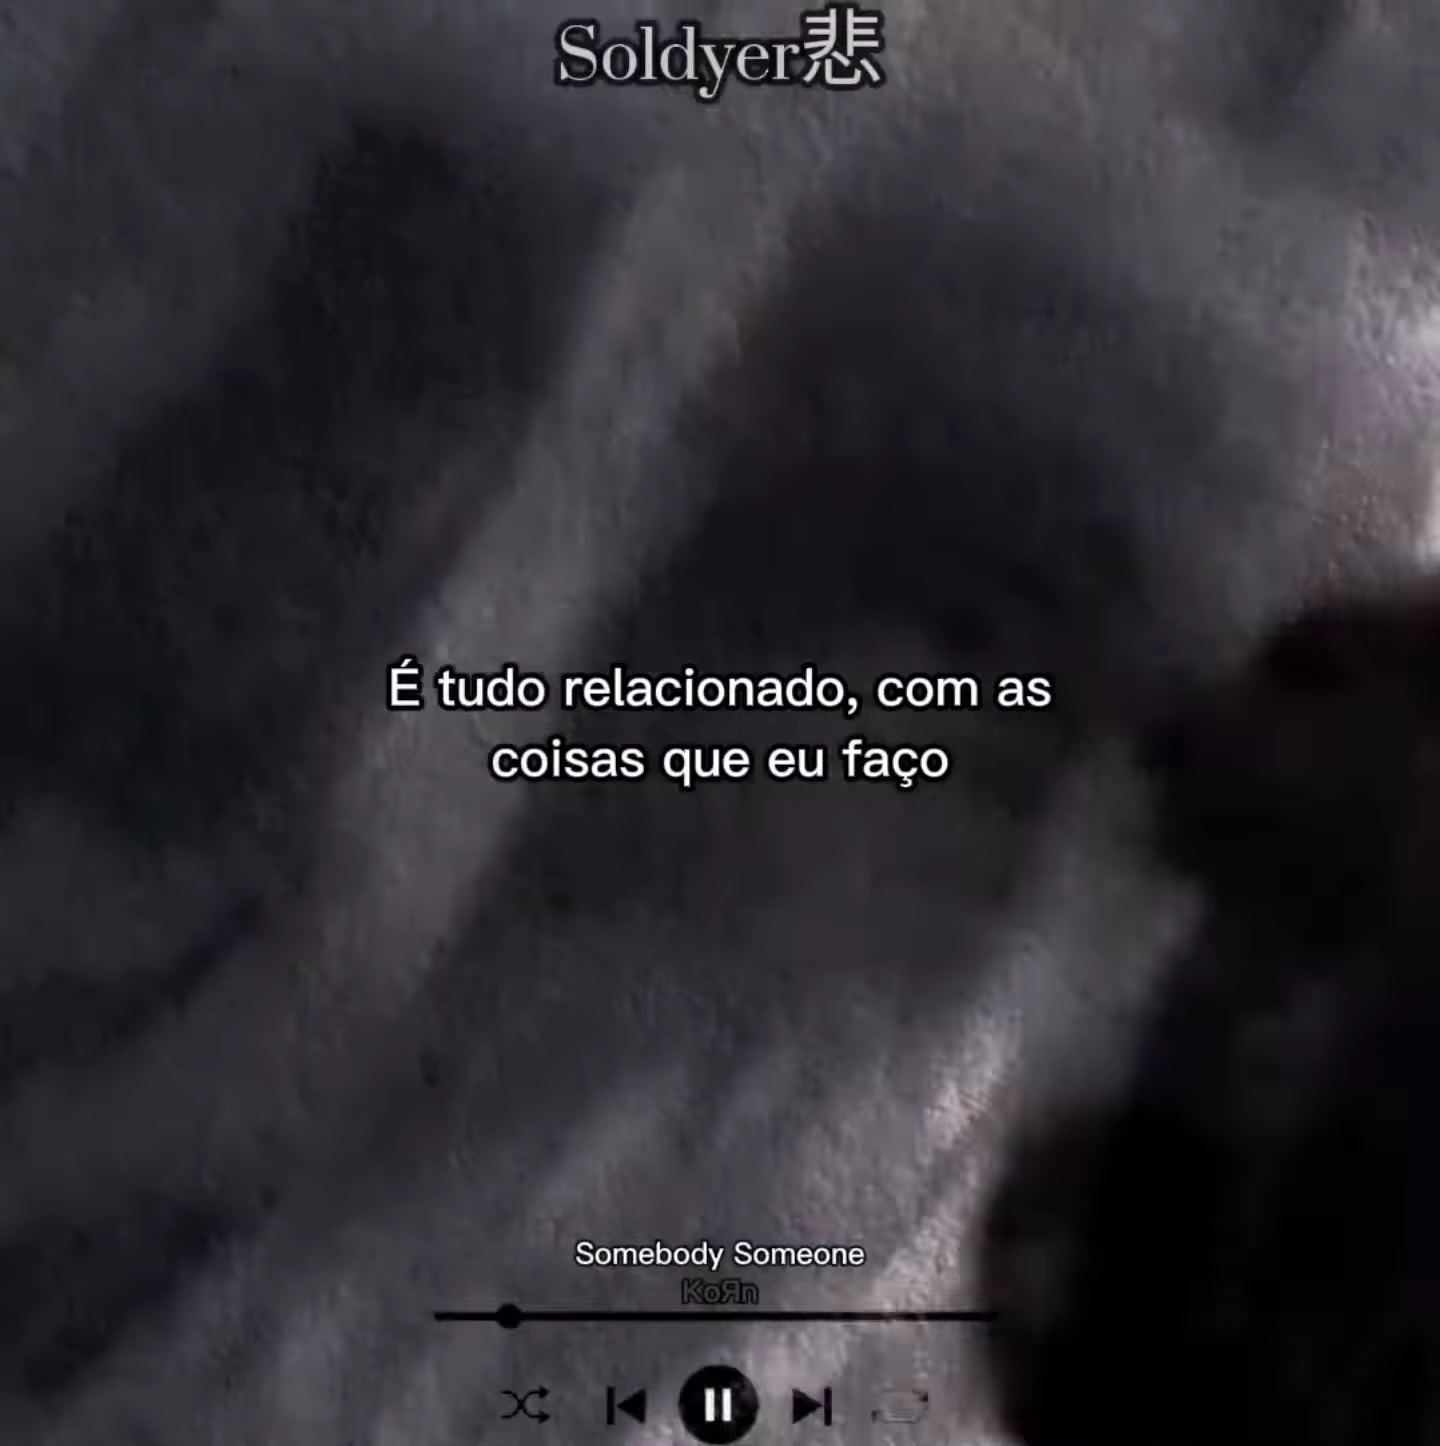 Soldyer悲
É tudo relacionado, com as
coisas que eu faço
Somebody Someone
KoЯn